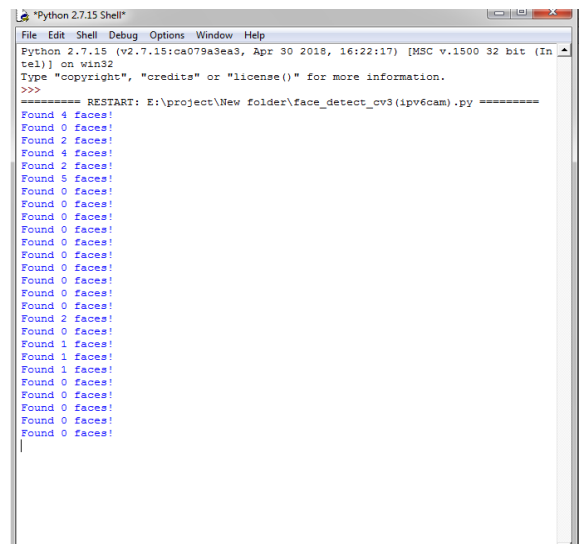 *Python 2.7.15 Shell*
File Edit Shell Debug Options Window Help
Python 2.7.15 (v2.7.15:ca079a3ea3, Apr 30 2018, 16:22:17) [MSC v.1500 32 bit (In
tel)] on win32
Type "copyright", "credits" or "license()" for more information.
>>>
========= RESTART: E:\project\New folder\face_detect_cv3(ipv6cam).py =========
Found 4 faces!
Found 0 faces!
Found 2 faces!
Found 4 faces!
Found 2 faces!
Found 5 faces!
Found 0 faces!
Found 0 faces!
Found 0 faces!
Found 0 faces!
Found 0 faces!
Found 0 faces!
Found 0 faces!
Found 0 faces!
Found 0 faces!
Found 0 faces!
Found 2 faces!
Found 0 faces!
Found 1 faces!
Found 1 faces!
Found 1 faces!
Found 0 faces!
Found 0 faces!
Found 0 faces!
Found 0 faces!
Found 0 faces!